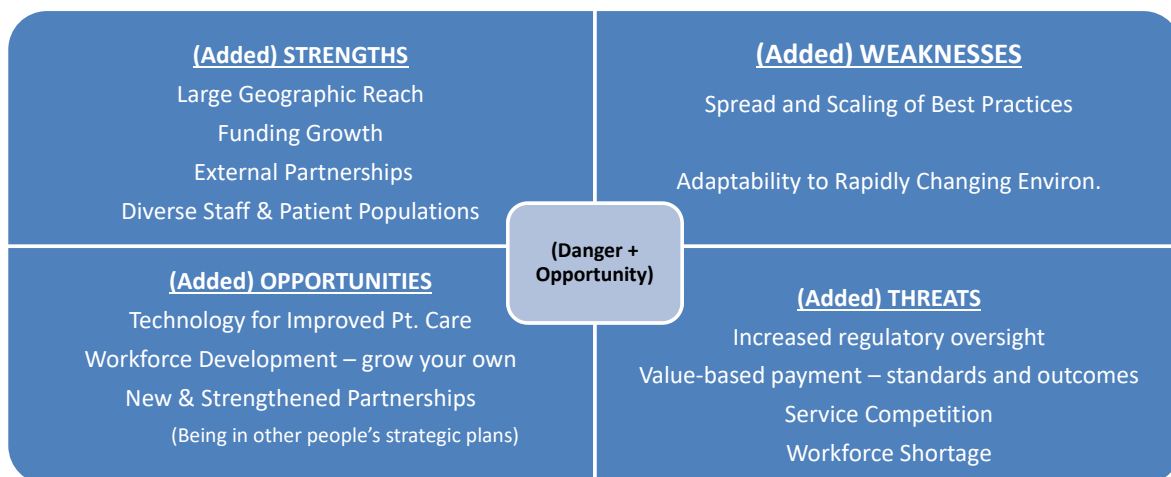 (Added) STRENGTHS
Large Geographic Reach
Funding Growth
External Partnerships
Diverse Staff & Patient Populations
(Added) WEAKNESSES
Spread and Scaling of Best Practices
Adaptability to Rapidly Changing Environ.
(Danger +
Opportunity)
(Added) OPPORTUNITIES
Technology for Improved Pt. Care
Workforce Development – grow your own
New & Strengthened Partnerships
(Being in other people’s strategic plans)
(Added) THREATS
Increased regulatory oversight
Value-based payment – standards and outcomes
Service Competition
Workforce Shortage